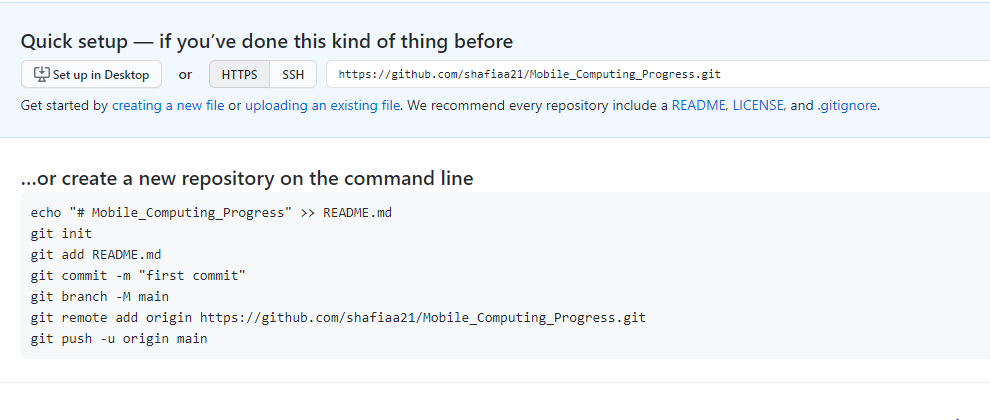 Quick setup — if you’ve done this kind of thing before
Set up in Desktop or HTTPS SSH https://github.com/shafiaa21/Mobile_Computing_Progress.git
Get started by creating a new file or uploading an existing file. We recommend every repository include a README, LICENSE, and .gitignore.
…or create a new repository on the command line
echo "# Mobile_Computing_Progress" >> README.md
git init
git add README.md
git commit -m "first commit"
git branch -M main
git remote add origin https://github.com/shafiaa21/Mobile_Computing_Progress.git
git push -u origin main